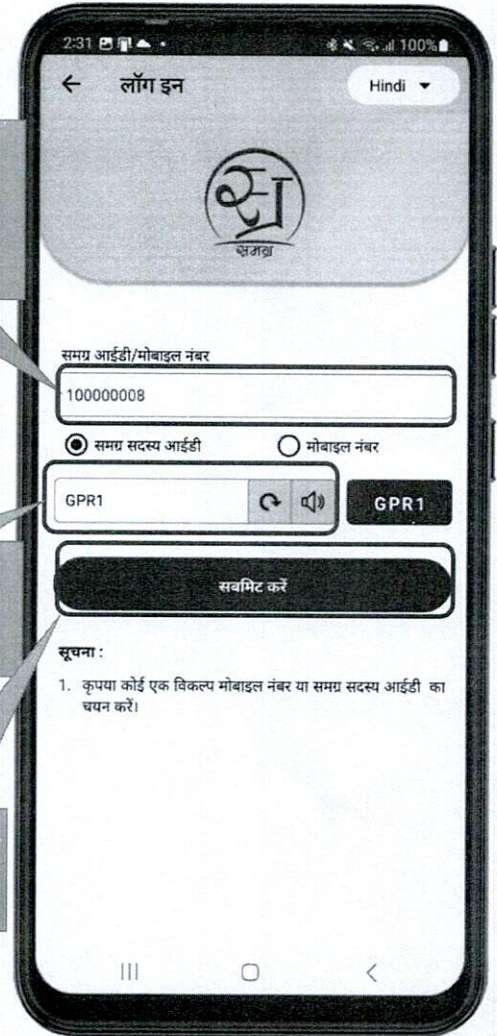 2:31 100%
← लॉग इन Hindi ▼
स्र
समग्र
समग्र आईडी/मोबाइल नंबर
100000008
समग्र सदस्य आईडी मोबाइल नंबर
GPR1 GPR1
सबमिट करें
सूचना :
1. कृपया कोई एक विकल्प मोबाइल नंबर या समग्र सदस्य आईडी का
चयन करें।